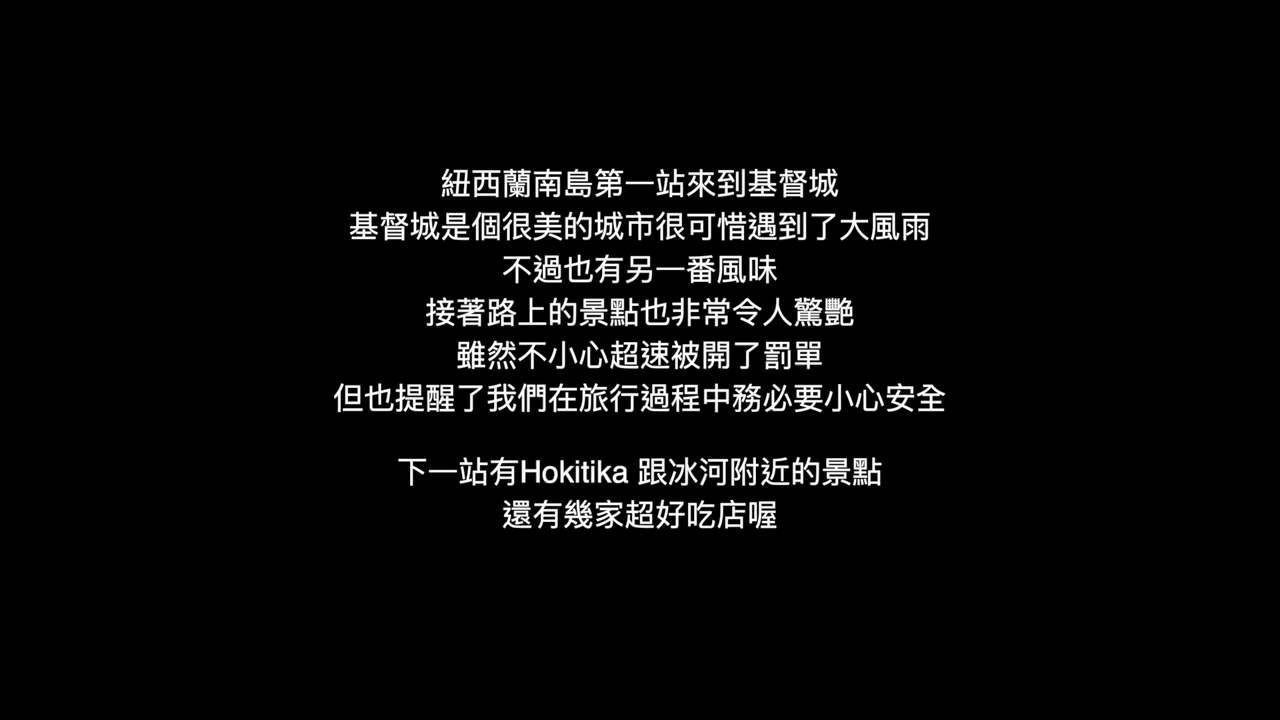 紐西蘭南島第一站來到基督城
基督城是個很美的城市很可惜遇到了大風雨
不過也有另一番風味
接著路上的景點也非常令人驚艷
雖然不小心超速被開了罰單
但也提醒了我們在旅行過程中務必要小心安全
下一站有Hokitika 跟冰河附近的景點
還有幾家超好吃店喔